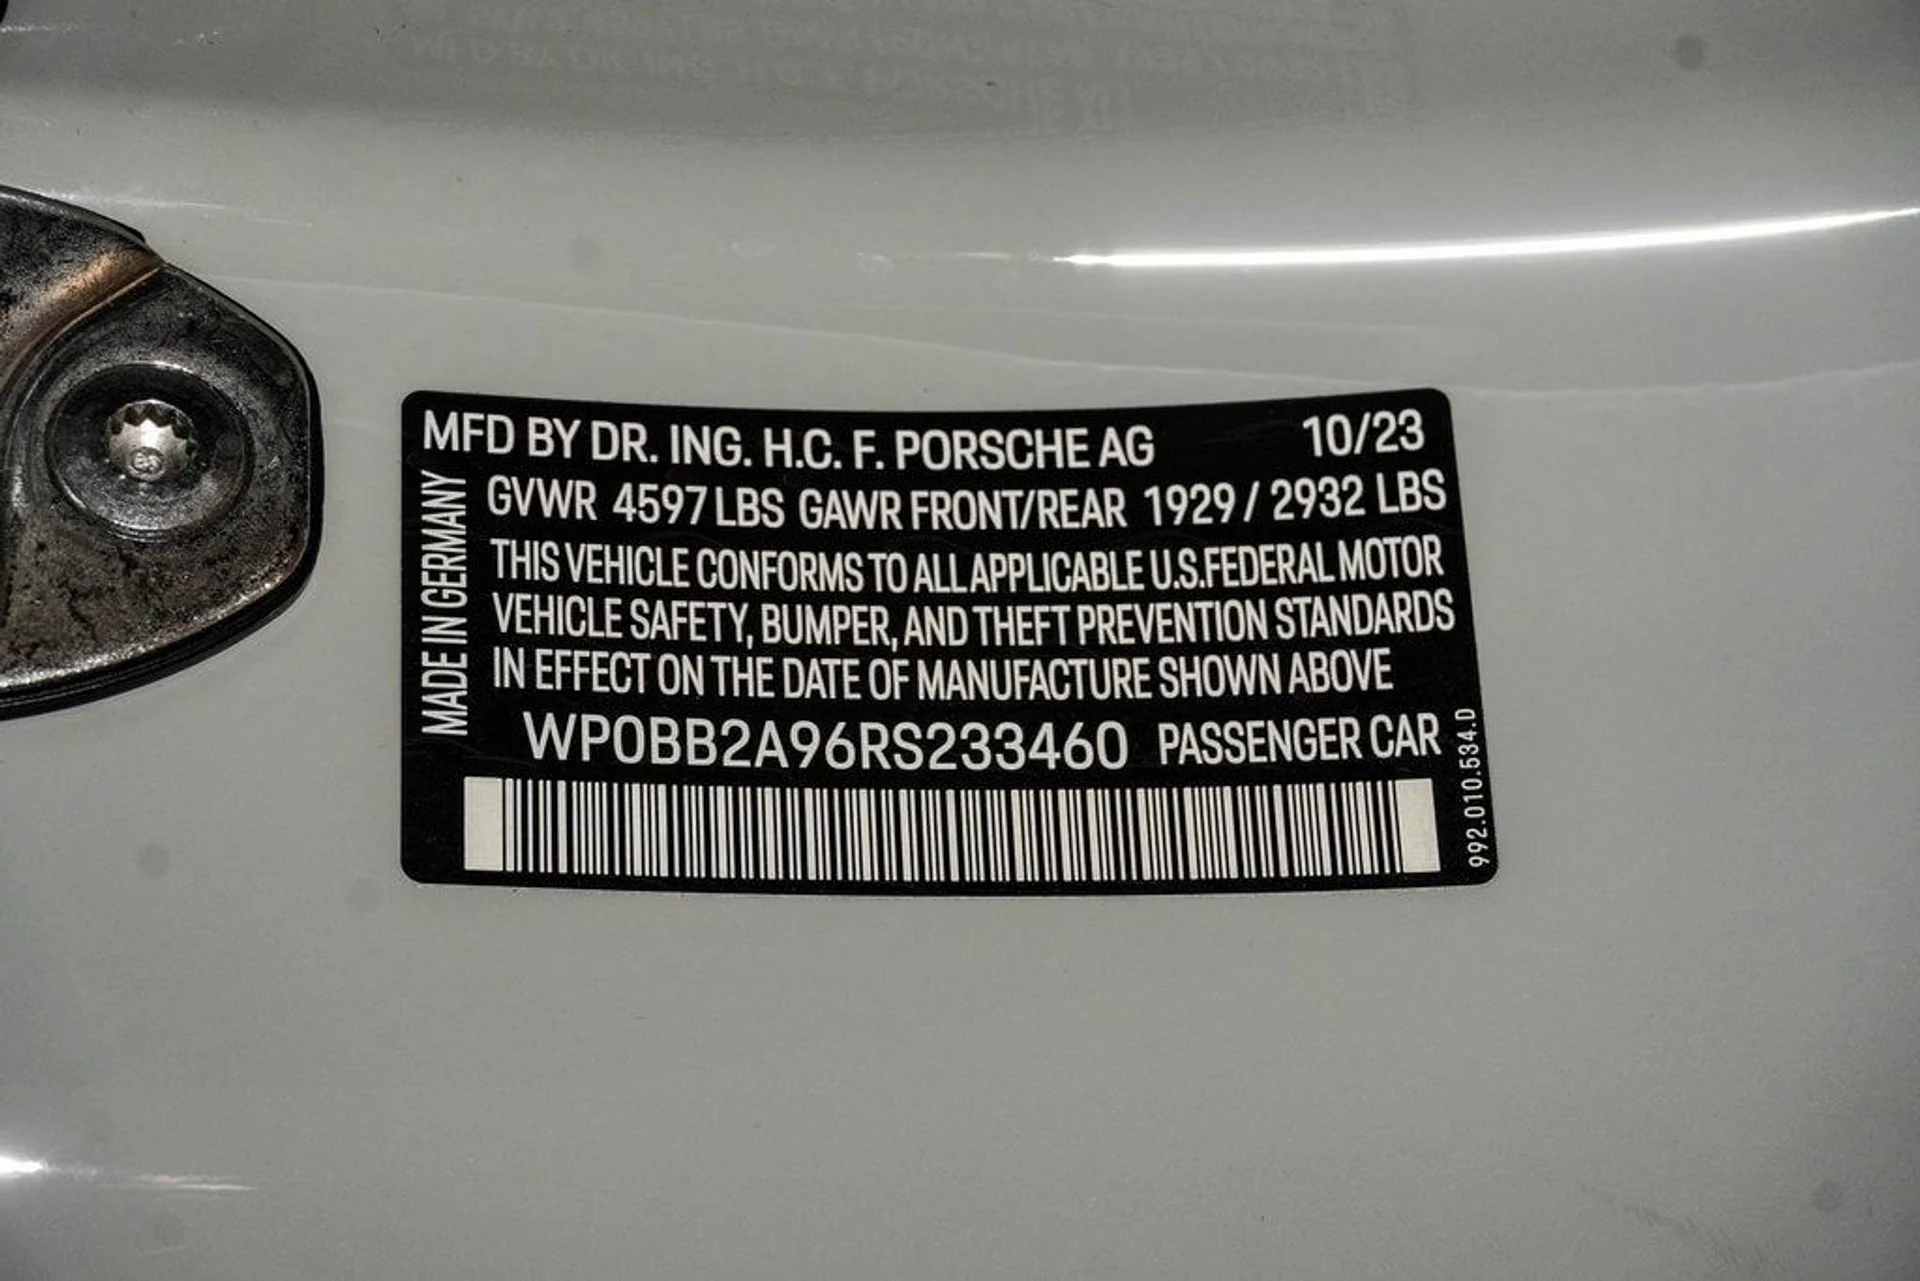 MFD BY DR. ING. H.C. F. PORSCHE AG 10/23
GVWR 4597 LBS GAWR FRONT/REAR 1929 / 2932 LBS
THIS VEHICLE CONFORMS TO ALL APPLICABLE U.S.FEDERAL MOTOR
VEHICLE SAFETY, BUMPER, AND THEFT PREVENTION STANDARDS
IN EFFECT ON THE DATE OF MANUFACTURE SHOWN ABOVE
WP0BB2A96RS233460 PASSENGER CAR
MADE IN GERMANY
992.010.534.D